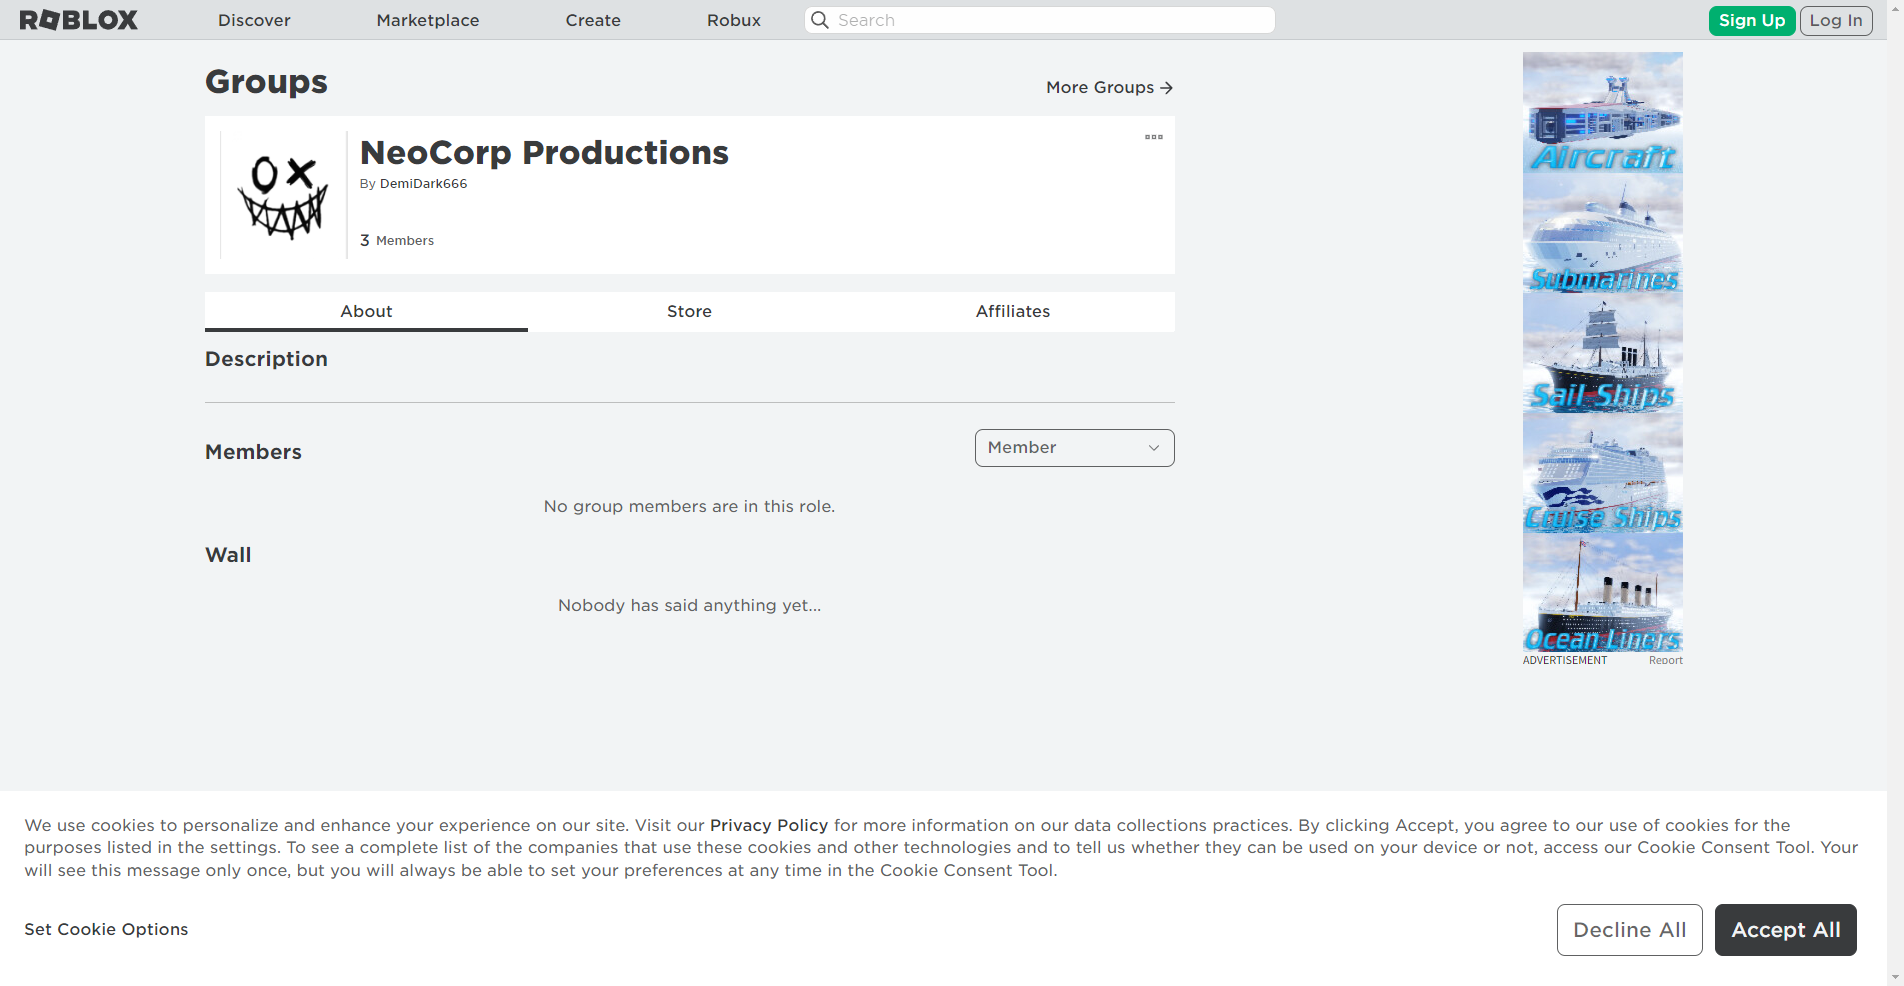 ROBLOX
Discover
Marketplace
Create
Robux
Search
Sign Up
Log In
Groups
More Groups
NeoCorp Productions
By DemiDark666
3 Members
About
Store
Affiliates
Description
Members
Member
No group members are in this role.
Wall
Nobody has said anything yet...
Aircraft
Submarines
Sail Ships
Cruise Ships
Ocean Liners
ADVERTISEMENT
Report
We use cookies to personalize and enhance your experience on our site. Visit our Privacy Policy for more information on our data collections practices. By clicking Accept, you agree to our use of cookies for the
purposes listed in the settings. To see a complete list of the companies that use these cookies and other technologies and to tell us whether they can be used on your device or not, access our Cookie Consent Tool. Your
will see this message only once, but you will always be able to set your preferences at any time in the Cookie Consent Tool.
Set Cookie Options
Decline All
Accept All